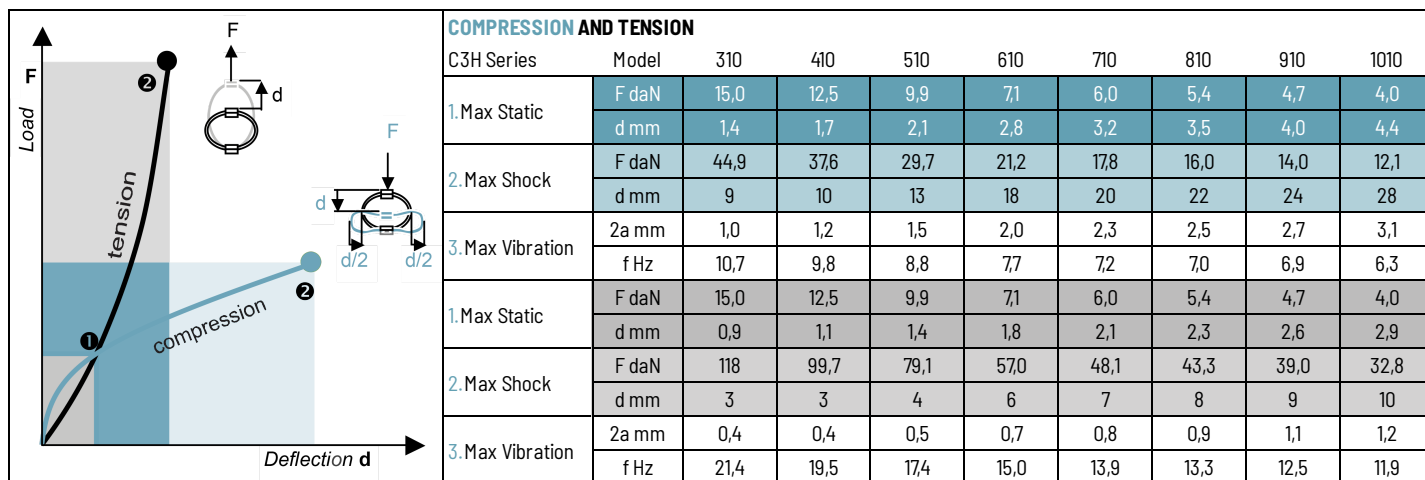 F
Load
❷
F
d
tension
F
d
d/2
d/2
❷
❶
compression
Deflection d
COMPRESSION AND TENSION
C3H Series Model 310 410 510 610 710 810 910 1010
1.Max Static F daN 15,0 12,5 9,9 7,1 6,0 5,4 4,7 4,0
d mm 1,4 1,7 2,1 2,8 3,2 3,5 4,0 4,4
2.Max Shock F daN 44,9 37,6 29,7 21,2 17,8 16,0 14,0 12,1
d mm 9 10 13 18 20 22 24 28
3.Max Vibration 2a mm 1,0 1,2 1,5 2,0 2,3 2,5 2,7 3,1
f Hz 10,7 9,8 8,8 7,7 7,2 7,0 6,9 6,3
1.Max Static F daN 15,0 12,5 9,9 7,1 6,0 5,4 4,7 4,0
d mm 0,9 1,1 1,4 1,8 2,1 2,3 2,6 2,9
2.Max Shock F daN 118 99,7 79,1 57,0 48,1 43,3 39,0 32,8
d mm 3 3 4 6 7 8 9 10
3.Max Vibration 2a mm 0,4 0,4 0,5 0,7 0,8 0,9 1,1 1,2
f Hz 21,4 19,5 17,4 15,0 13,9 13,3 12,5 11,9